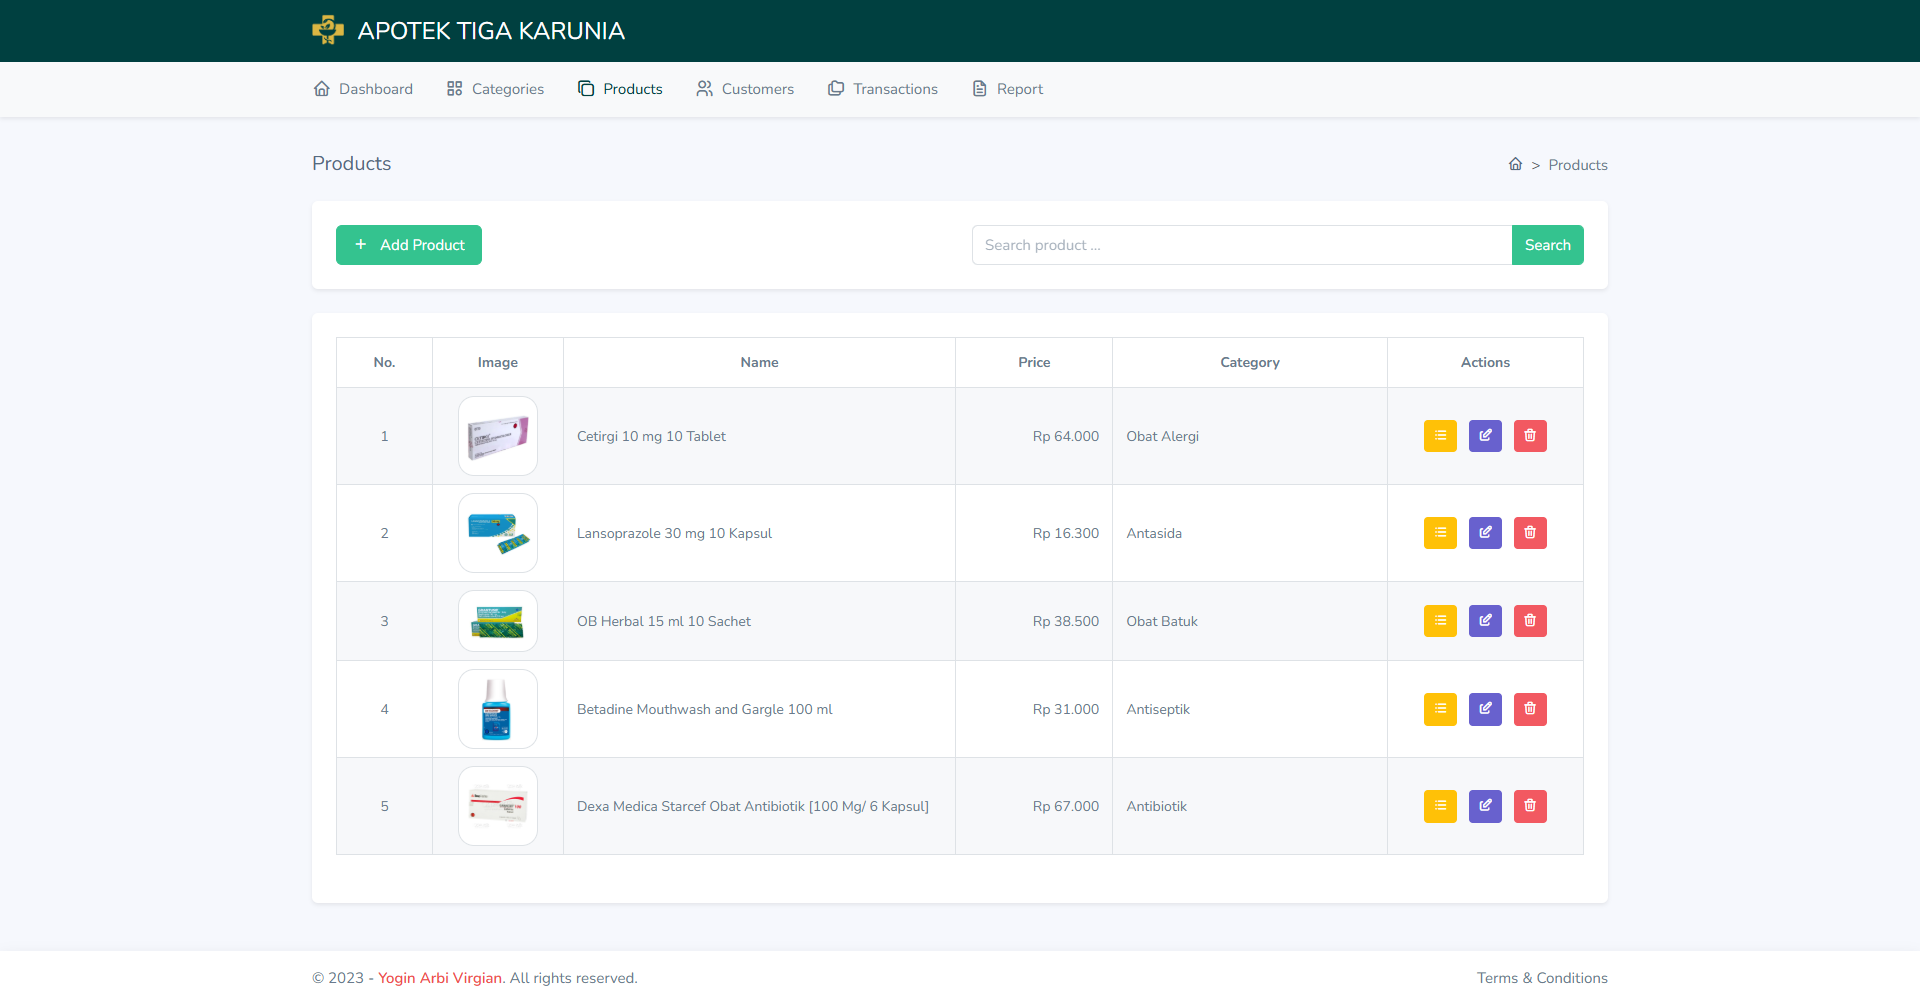 APOTEK TIGA KARUNIA
Dashboard Categories Products Customers Transactions Report
Products
> Products
+ Add Product
Search product ... Search
No. Image Name Price Category Actions
1 Cetirgi 10 mg 10 Tablet Rp 64.000 Obat Alergi
2 Lansoprazole 30 mg 10 Kapsul Rp 16.300 Antasida
3 OB Herbal 15 ml 10 Sachet Rp 38.500 Obat Batuk
4 Betadine Mouthwash and Gargle 100 ml Rp 31.000 Antiseptik
5 Dexa Medica Starcef Obat Antibiotik [100 Mg/ 6 Kapsul] Rp 67.000 Antibiotik
© 2023 - Yogin Arbi Virgian. All rights reserved. Terms & Conditions